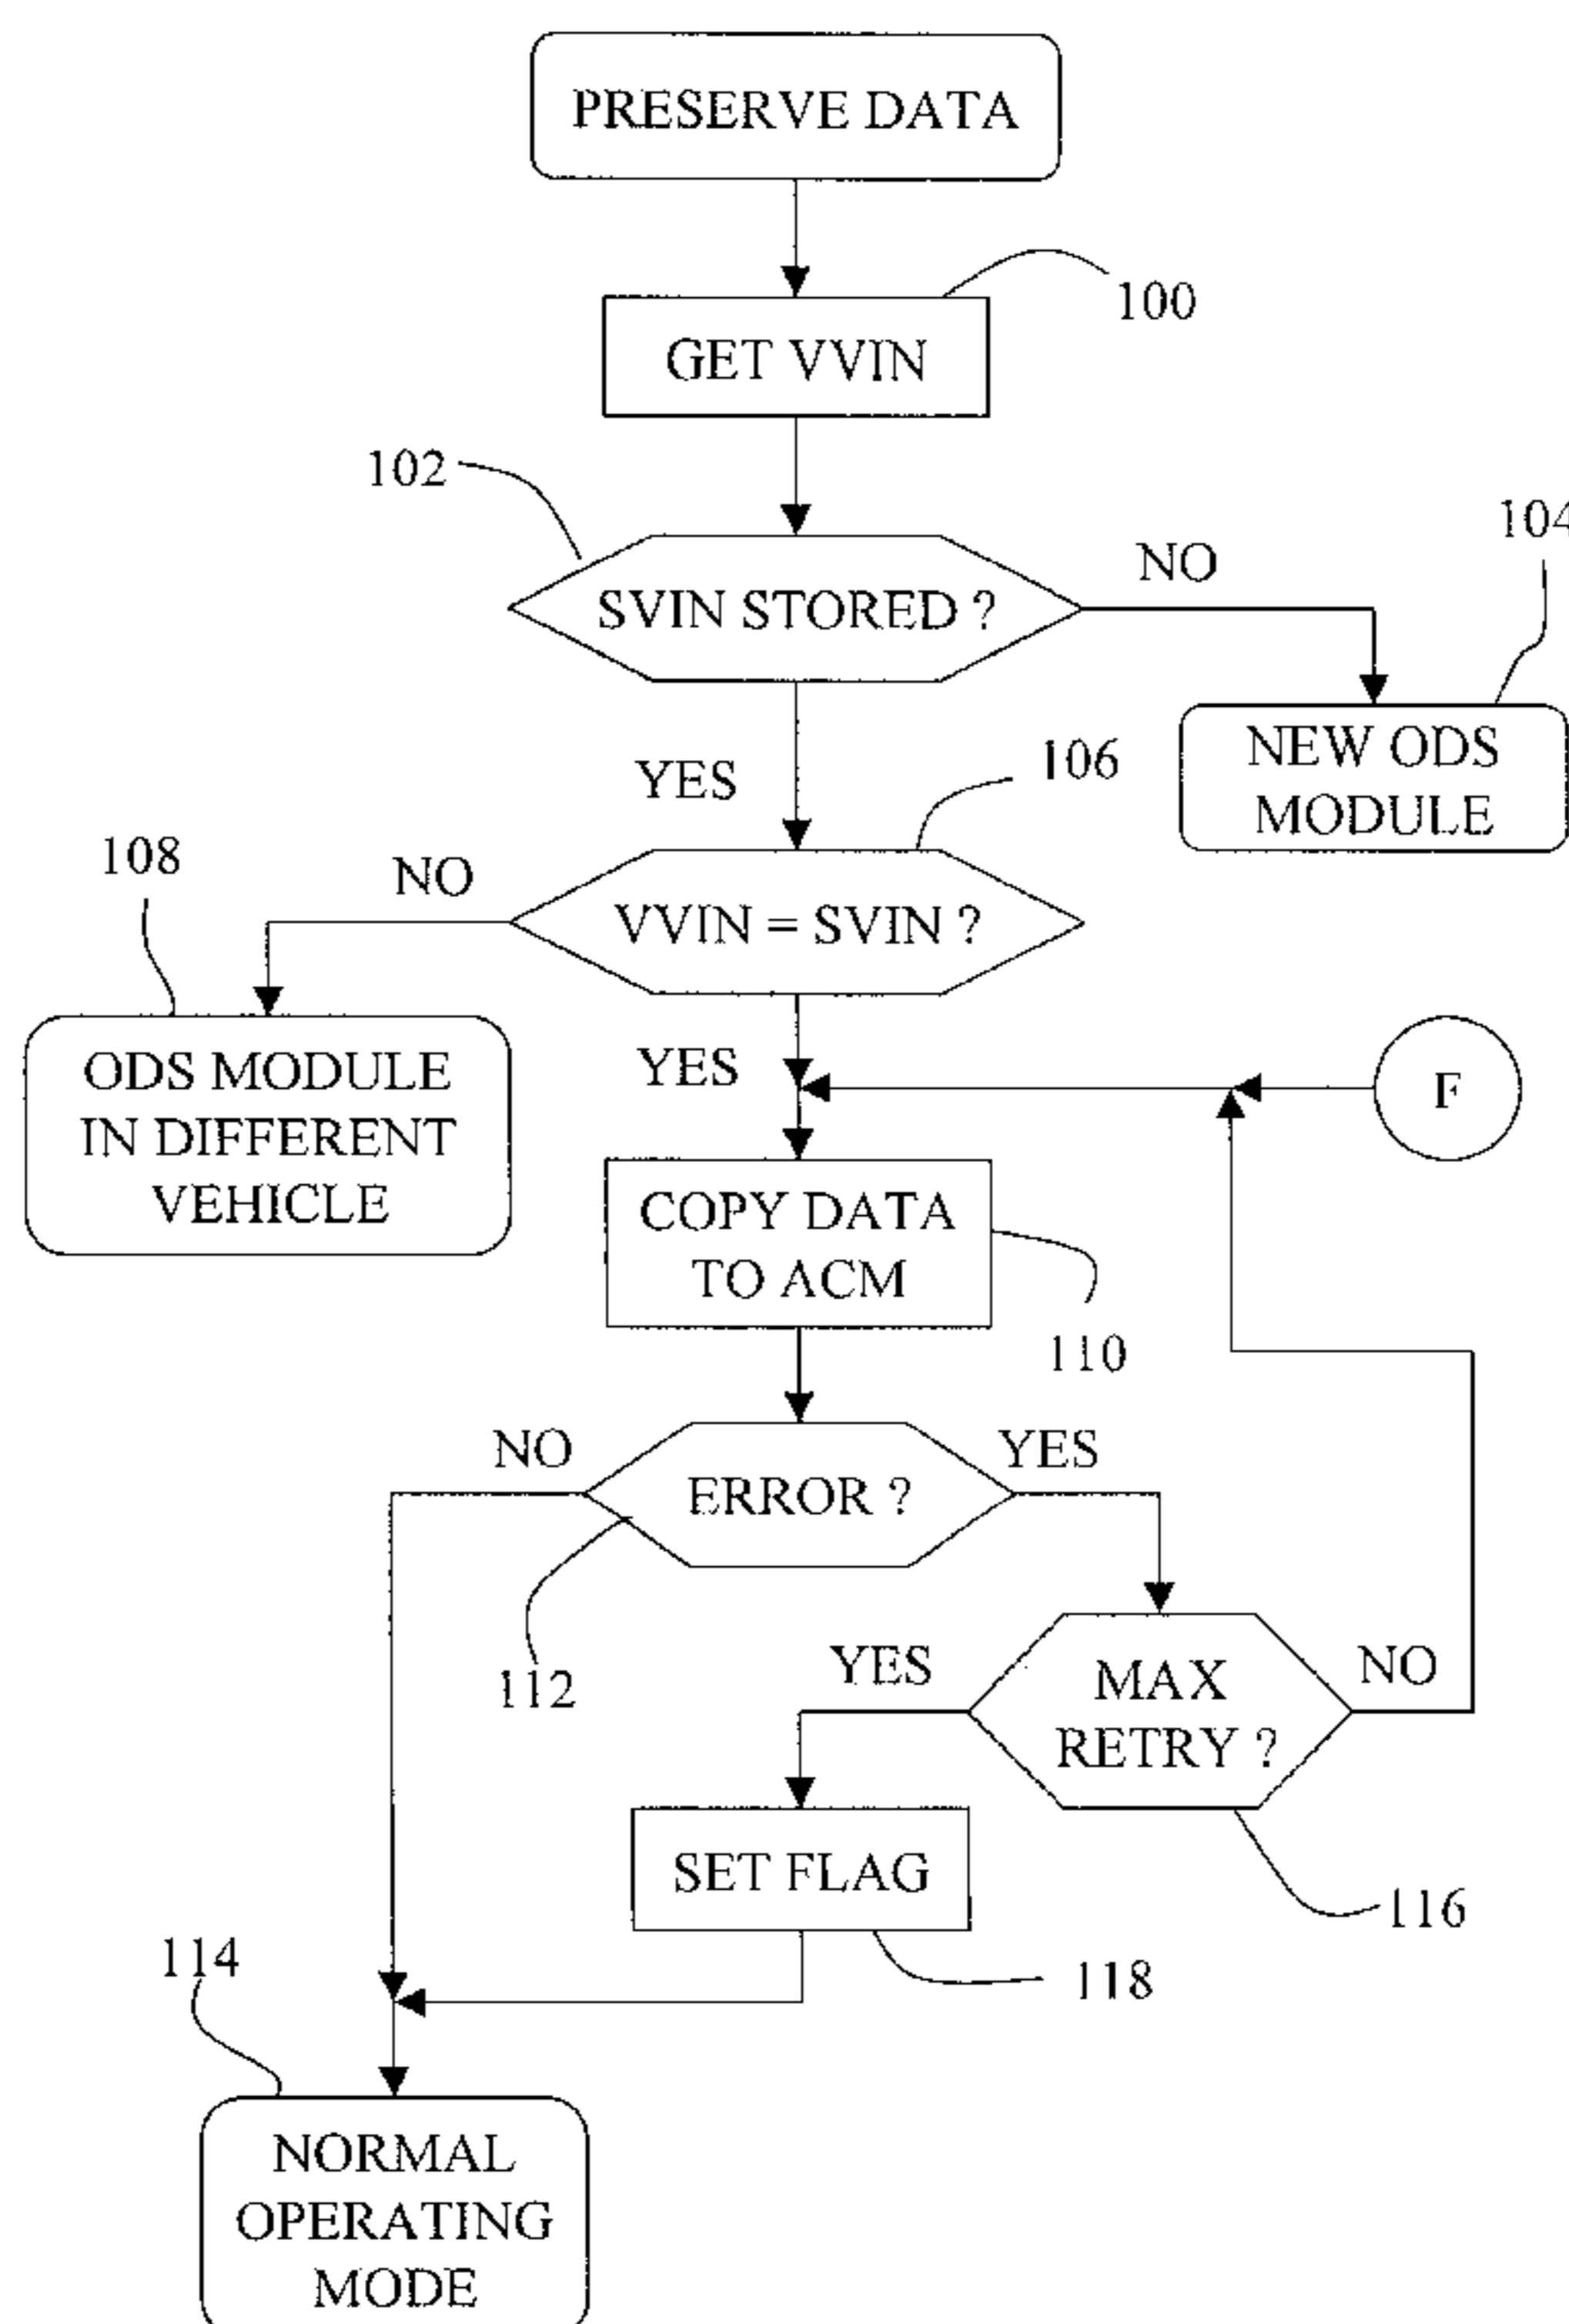 PRESERVE DATA
100
GET VVIN
102
104
NO
SVIN STORED ?
NEW ODS
MODULE
YES
106
108
NO
VVIN = SVIN ?
YES
F
ODS MODULE
IN DIFFERENT
VEHICLE
COPY DATA
TO ACM
110
NO
YES
ERROR ?
112
YES
MAX
RETRY ?
NO
SET FLAG
116
114
118
NORMAL
OPERATING
MODE